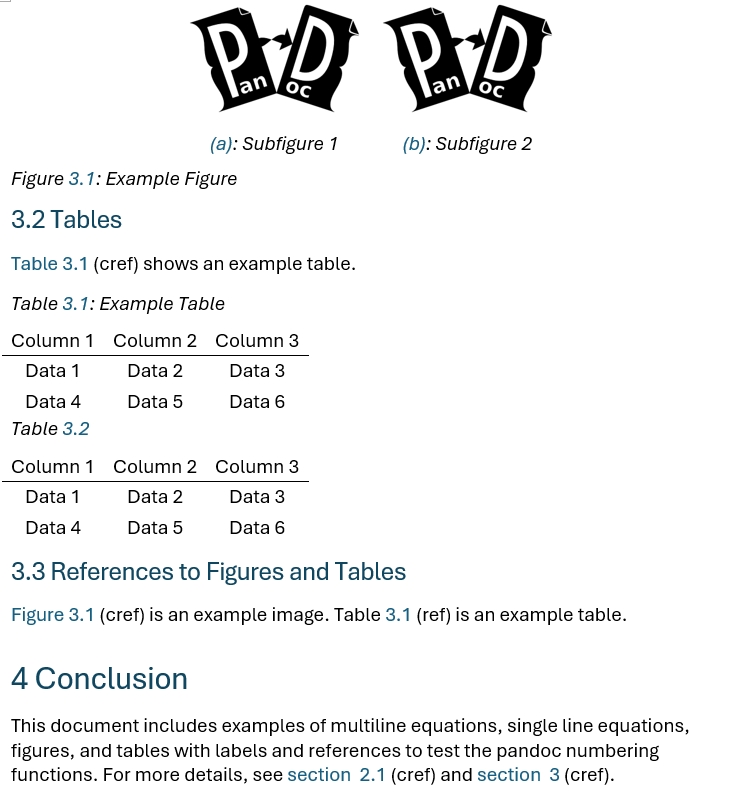 Pan Doc Pan Doc
(a): Subfigure 1 (b): Subfigure 2
Figure 3.1: Example Figure
3.2 Tables
Table 3.1 (cref) shows an example table.
Table 3.1: Example Table
Column 1 Column 2 Column 3
Data 1 Data 2 Data 3
Data 4 Data 5 Data 6
Table 3.2
Column 1 Column 2 Column 3
Data 1 Data 2 Data 3
Data 4 Data 5 Data 6
3.3 References to Figures and Tables
Figure 3.1 (cref) is an example image. Table 3.1 (ref) is an example table.
4 Conclusion
This document includes examples of multiline equations, single line equations,
figures, and tables with labels and references to test the pandoc numbering
functions. For more details, see section 2.1 (cref) and section 3 (cref).